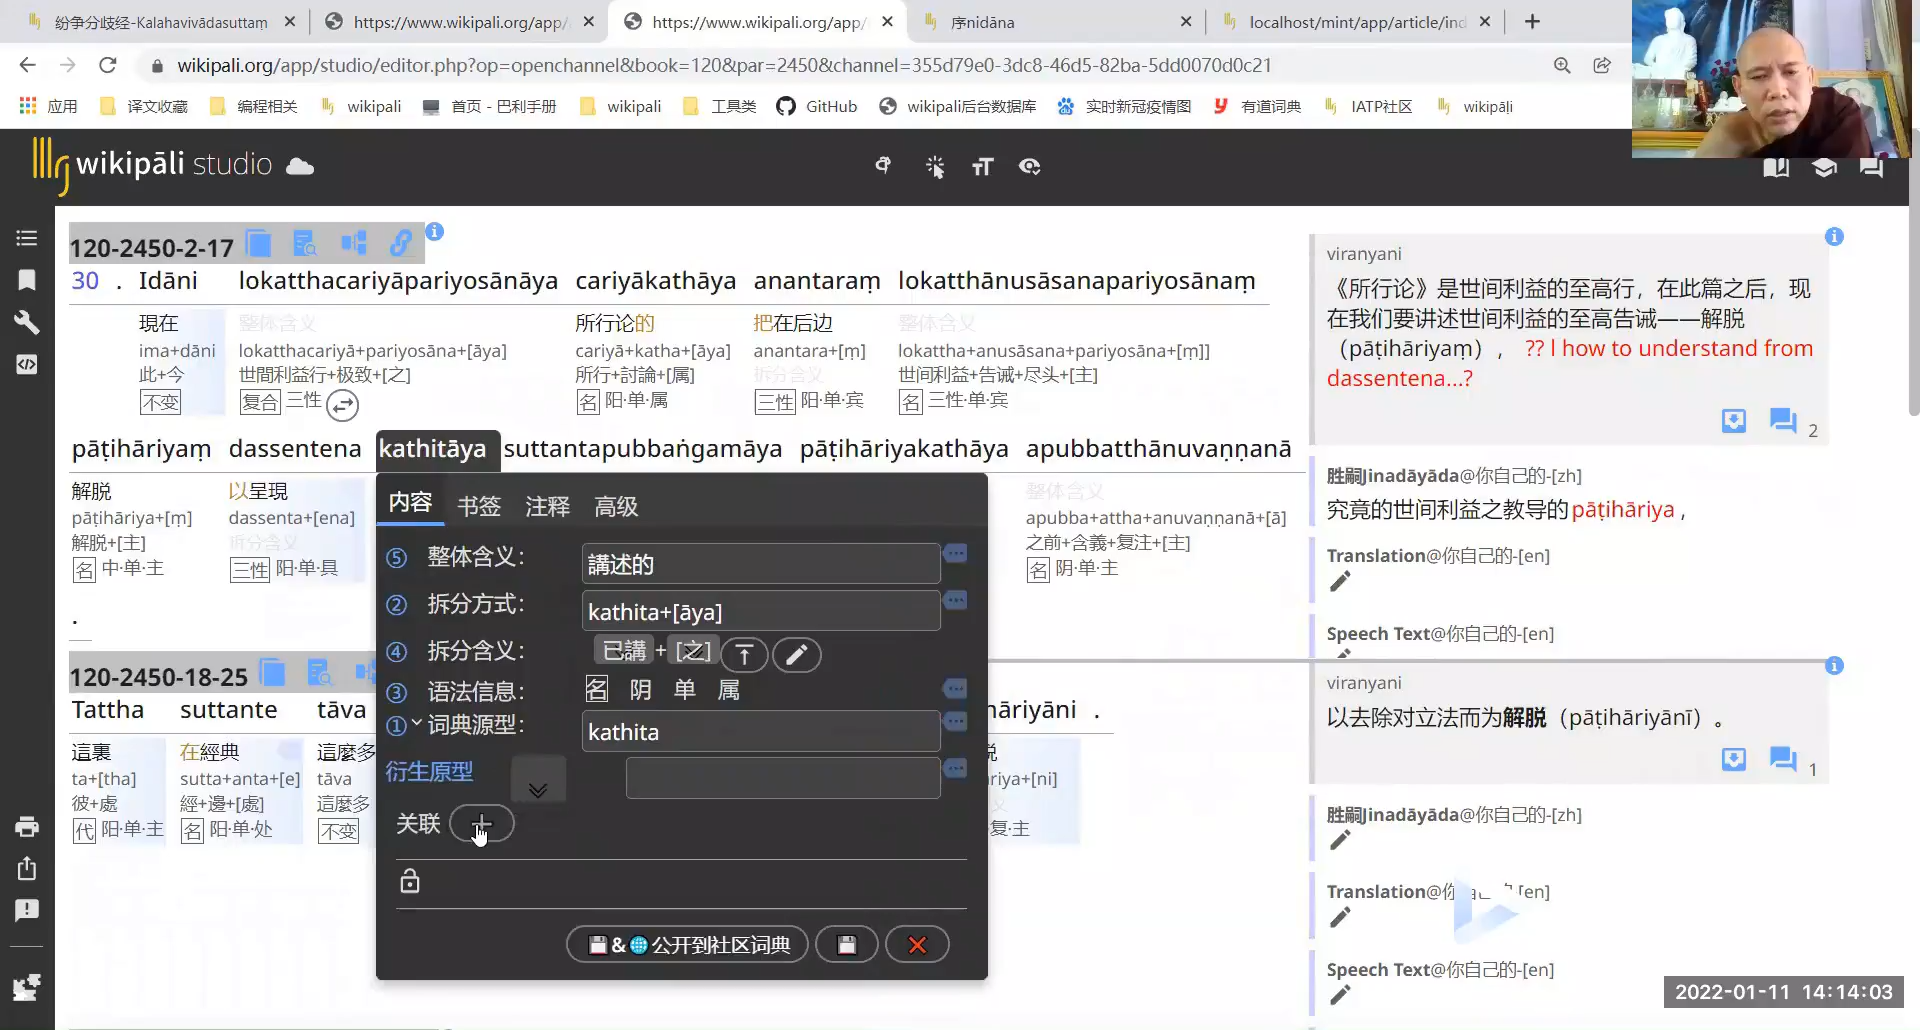 纷争分歧经-Kalahavivādasuttaṃ
https://www.wikipali.org/app/
https://www.wikipali.org/app/
序nidāna
localhost/mint/app/article/ind
wikipali.org/app/studio/editor.php?op=openchannel&book=120&par=2450&channel=355d79e0-3dc8-46d5-82ba-5dd0070d0c21
应用 译文收藏 编程相关 wikipali 首页 - 巴利手册 wikipali 工具类 GitHub wikipali后台数据库 实时新冠疫情图 有道词典 IATP社区 wikipāḷi
wikipāli studio
120-2450-2-17
30 . Idāni lokatthacariyāpariyosānāya cariyākathāya anantaraṃ lokatthānusāsanapariyosānaṃ
現在 整体含义 所行论的 把在后边 整体含义
ima+dāni lokatthacariyā+pariyosāna+[āya] cariyā+katha+[āya] anantara+[ṃ] lokattha+anusāsana+pariyosāna+[ṃ]]
此+今 世間利益行+极致+[之] 所行+討論+[属] 拆分含义 世间利益+告诫+尽头+[主]
不变 复合 三性 名 阳·单·属 三性 阳·单·宾 名 三性·单·宾
pāṭihāriyaṃ dassentena kathitāya suttantapubbaṅgamāya pāṭihāriyakathāya apubbatthānuvaṇṇanā
解脱 以呈現 整体含义
pāṭihāriya+[ṃ] dassenta+[ena] apubba+attha+anuvaṇṇanā+[ā]
解脱+[主] 拆分含义 之前+含義+复注+[主]
名 中·单·主 三性 阳·单·具 名 阴·单·主
.
内容 书签 注释 高级
⑤ 整体含义: 講述的
② 拆分方式: kathita+[āya]
④ 拆分含义: 已講 + [之]
③ 语法信息: 名 阴 单 属
① 词典源型: kathita
衍生原型
关联
&公开到社区词典
120-2450-18-25
Tattha suttante tāva hāriyāni .
這裏 在經典 這麼多
ta+[tha] sutta+anta+[e] tāva riya+[ni]
彼+處 經+邊+[處] 這麼多
代 阳·单·主 名 阳·单·处 不变 复·主
viranyani
《所行论》是世间利益的至高行，在此篇之后，现
在我们要讲述世间利益的至高告诫——解脱
（pāṭihāriyaṃ）， ?? I how to understand from
dassentena...?
2
胜嗣Jinadāyāda@你自己的-[zh]
究竟的世间利益之教导的pāṭihāriya，
Translation@你自己的-[en]
Speech Text@你自己的-[en]
viranyani
以去除对立法而为解脱（pāṭihāriyānī）。
1
胜嗣Jinadāyāda@你自己的-[zh]
Translation@你自己的-[en]
Speech Text@你自己的-[en]
2022-01-11 14:14:03